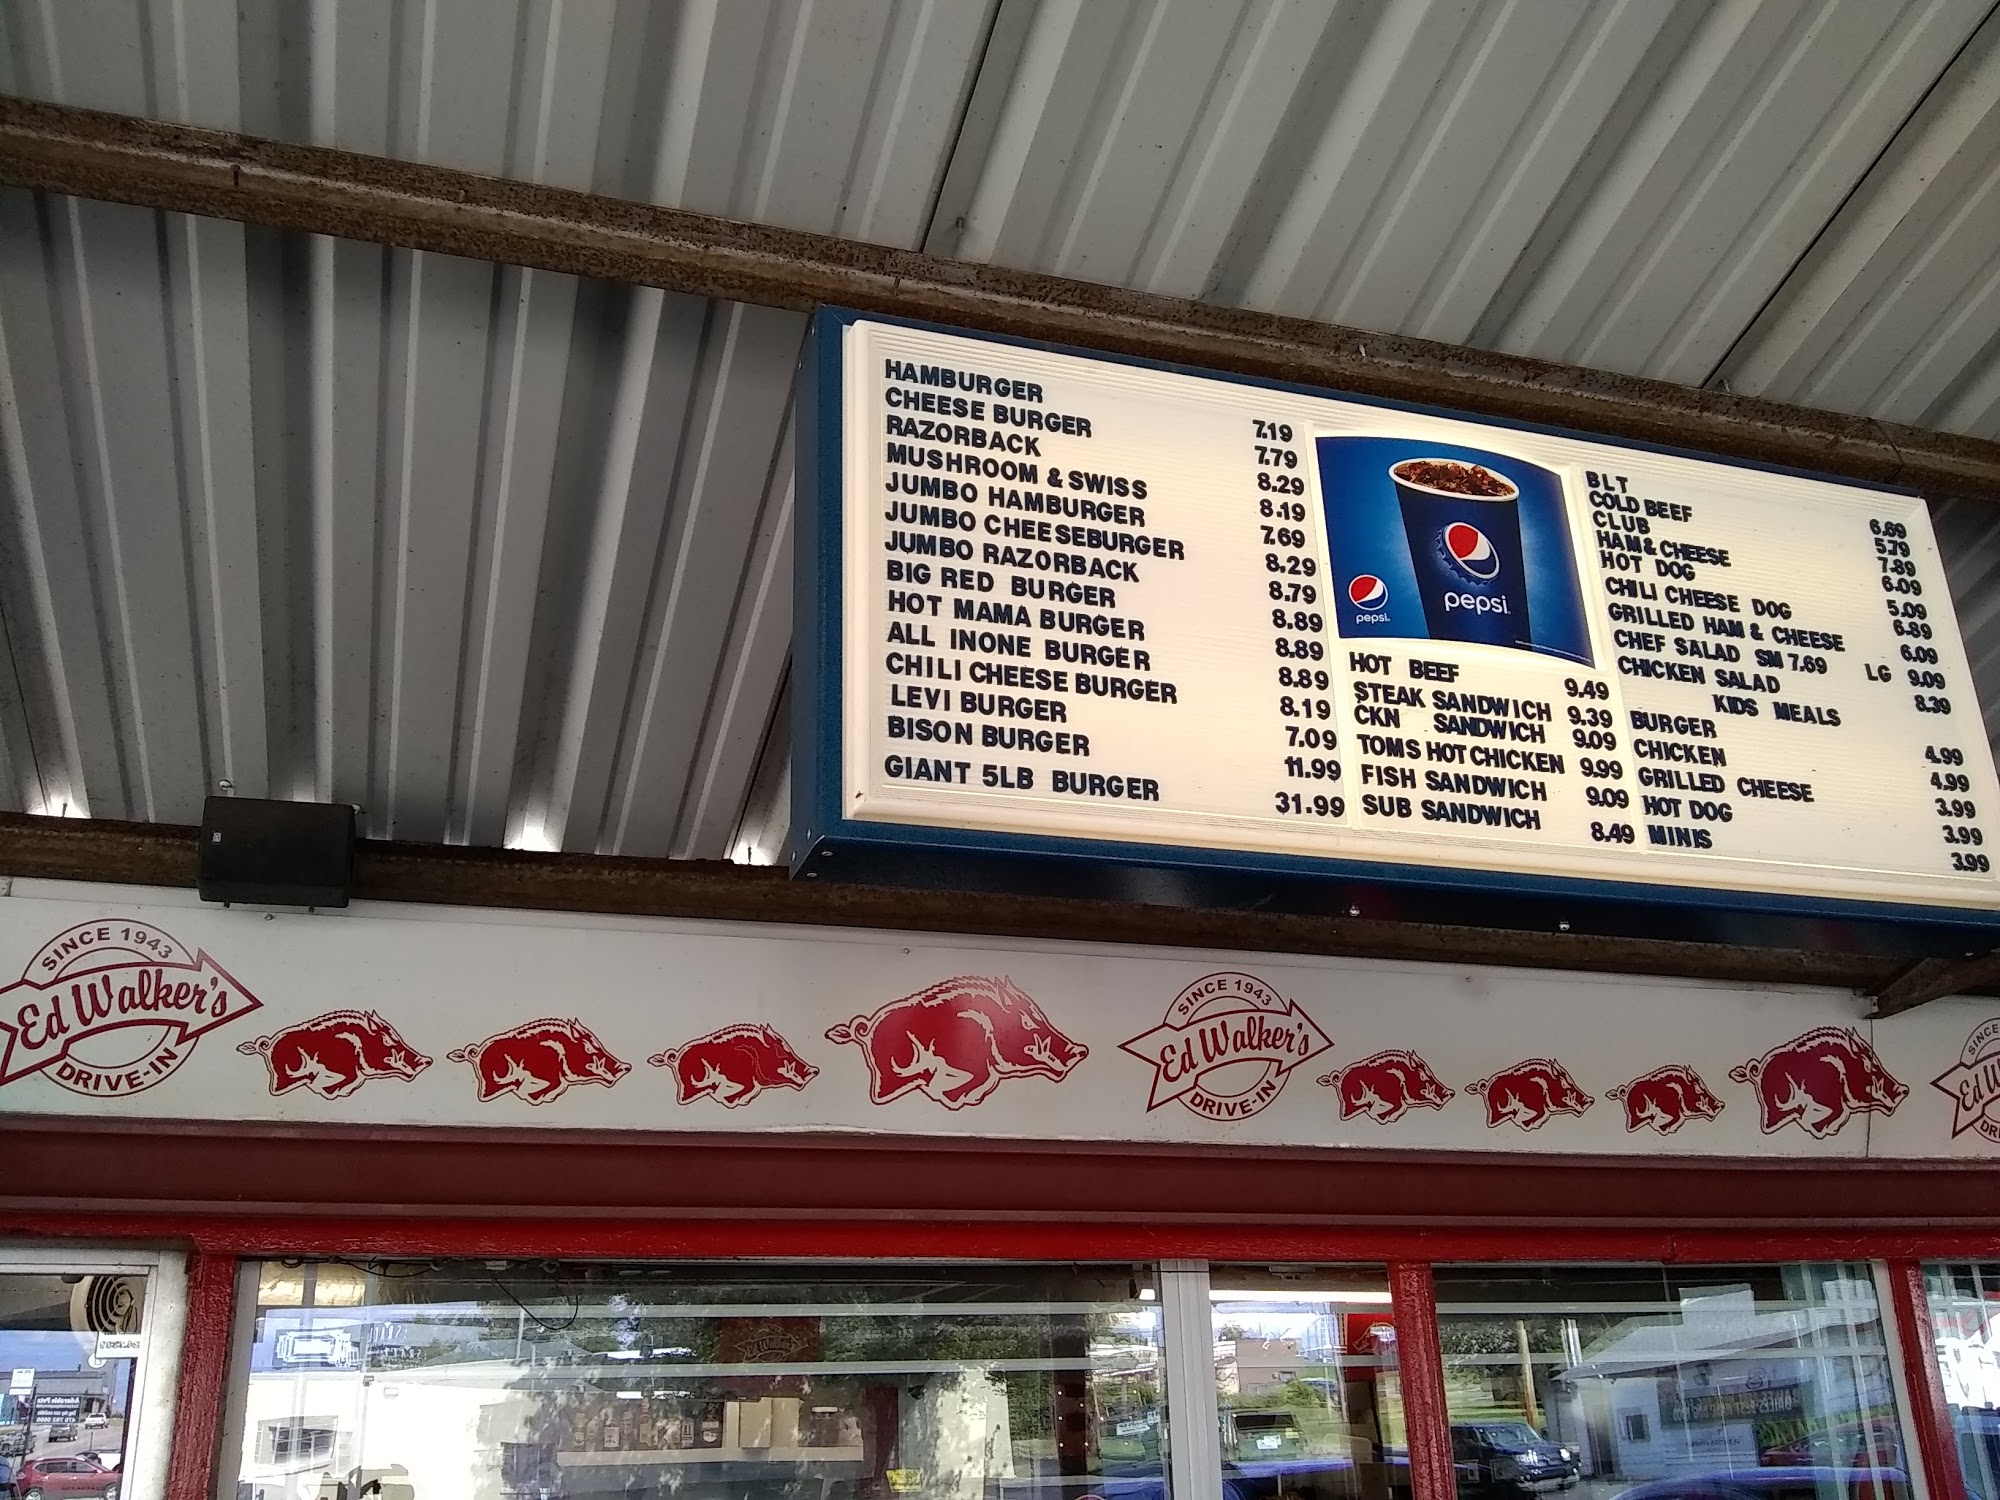 HAMBURGER 7.19
CHEESE BURGER 7.79
RAZORBACK 8.29
MUSHROOM & SWISS 8.19
JUMBO HAMBURGER 7.69
JUMBO CHEESEBURGER 8.29
JUMBO RAZORBACK 8.79
BIG RED BURGER 8.89
HOT MAMA BURGER 8.89
ALL INONE BURGER 8.89
CHILI CHEESE BURGER 8.19
LEVI BURGER 7.09
BISON BURGER 11.99
GIANT 5LB BURGER 31.99
pepsi
pepsi
HOT BEEF 9.49
STEAK SANDWICH 9.39
CKN SANDWICH 9.09
TOMS HOT CHICKEN 9.99
FISH SANDWICH 9.09
SUB SANDWICH 8.49
BLT 6.69
COLD BEEF 5.79
CLUB 7.89
HAM & CHEESE 6.09
HOT DOG 5.09
CHILI CHEESE DOG 6.89
GRILLED HAM & CHEESE 6.09
CHEF SALAD SM 7.69 LG 9.09
CHICKEN SALAD 8.39
KIDS MEALS
BURGER 4.99
CHICKEN 4.99
GRILLED CHEESE 3.99
HOT DOG 3.99
MINIS 3.99
SINCE 1943
Ed Walker's
DRIVE-IN
SINCE 1943
Ed Walker's
DRIVE-IN
SINCE
Ed W
DR